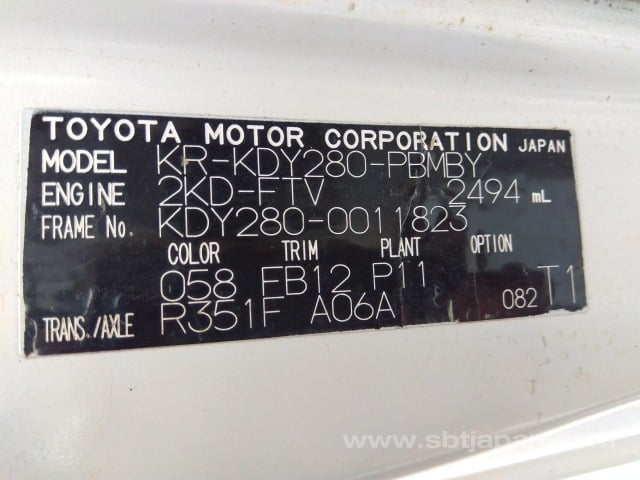 TOYOTA MOTOR CORPORATION JAPAN
MODEL KR-KDY280-PBMBY
ENGINE 2KD-FTV 2494 mL
FRAME No. KDY280-0011823
COLOR TRIM PLANT OPTION
058 FB12 P11
082 T1
TRANS./AXLE R351F A06A
www.sbtjapan.com